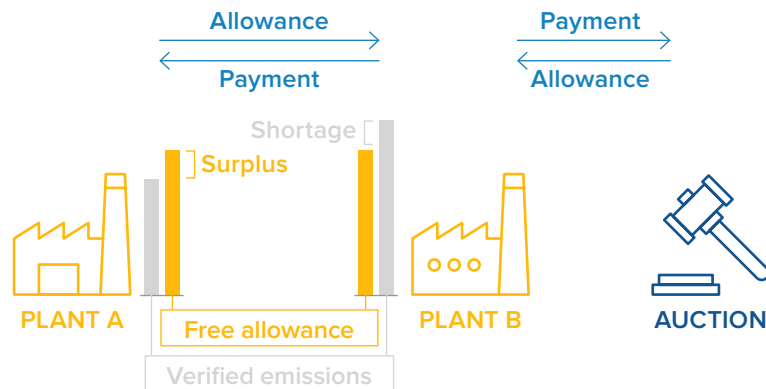 Allowance
Payment
Payment
Allowance
Shortage
Surplus
PLANT A
PLANT B
AUCTION
Free allowance
Verified emissions